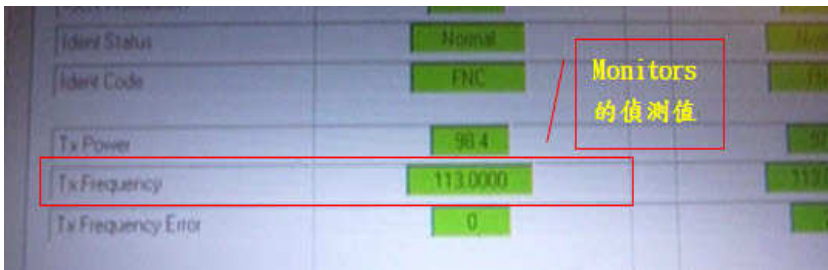 Ident Status Normal
Ident Code FNC
Monitors
的偵測值
Tx Power 98.4
Tx Frequency 113.0000
Tx Frequency Error 0